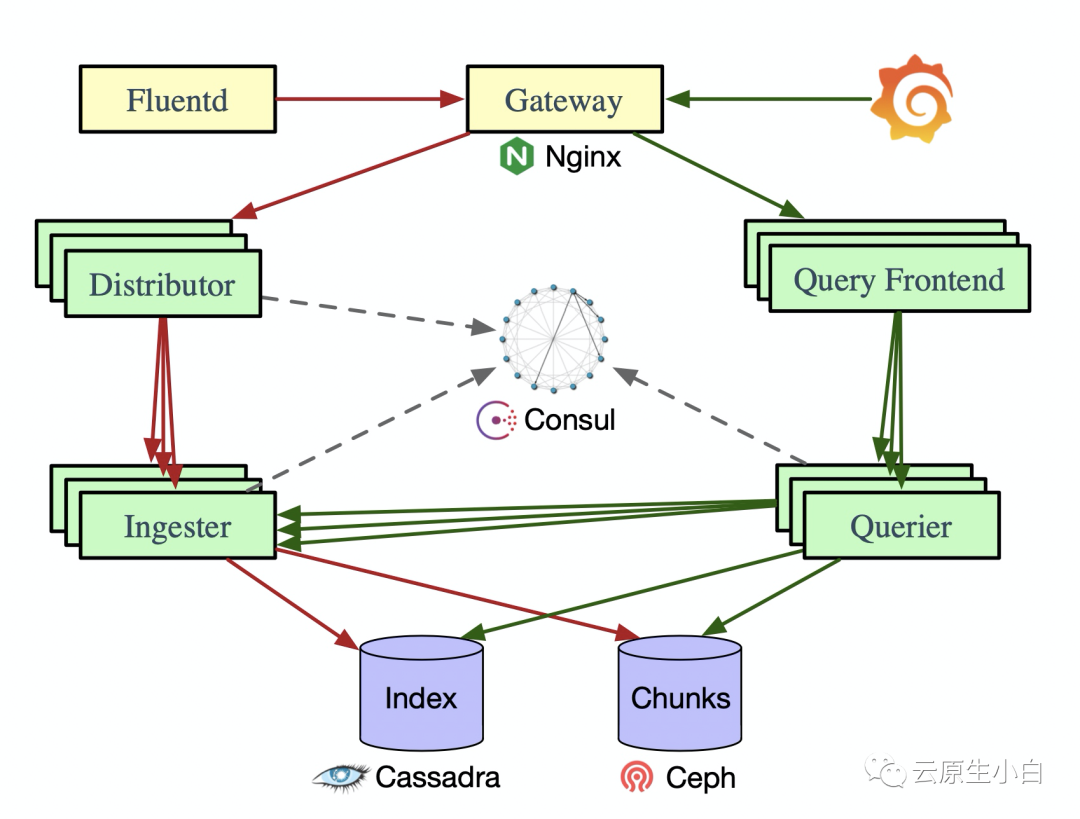 Fluentd
Gateway
Nginx
Distributor
Query Frontend
Consul
Ingester
Querier
Index
Chunks
Cassadra
Ceph
云原生小白